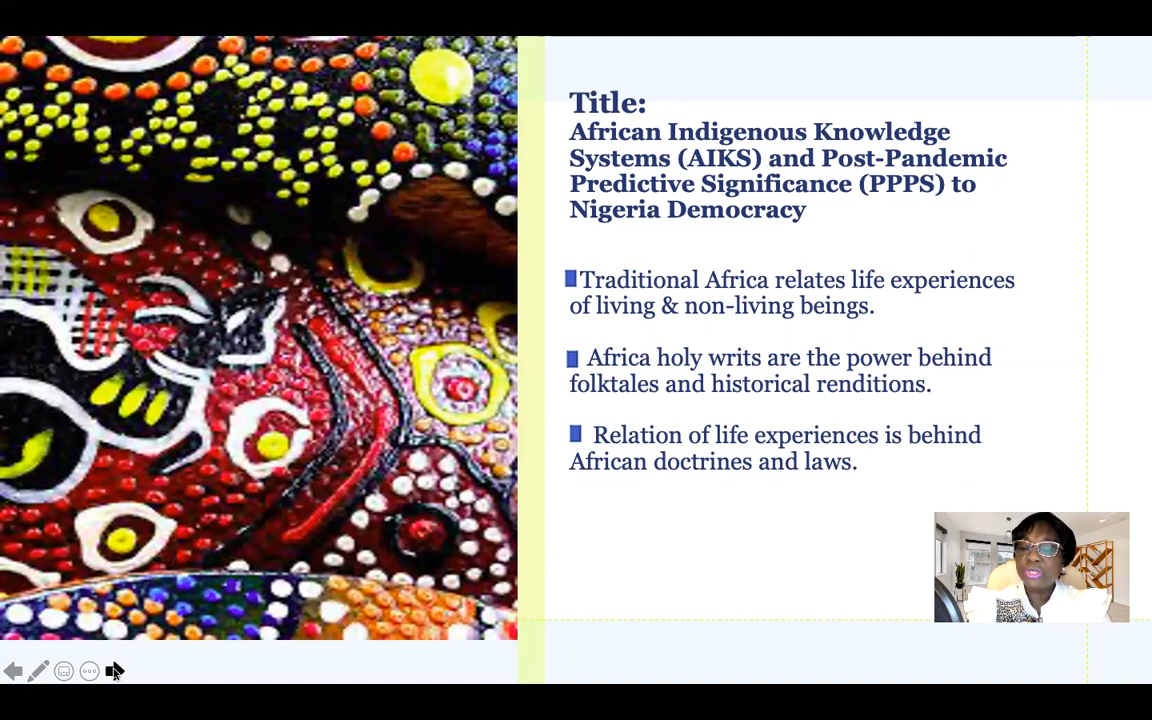 Title:
African Indigenous Knowledge
Systems (AIKS) and Post-Pandemic
Predictive Significance (PPPS) to
Nigeria Democracy
Traditional Africa relates life experiences
of living & non-living beings.
Africa holy writs are the power behind
folktales and historical renditions.
Relation of life experiences is behind
African doctrines and laws.